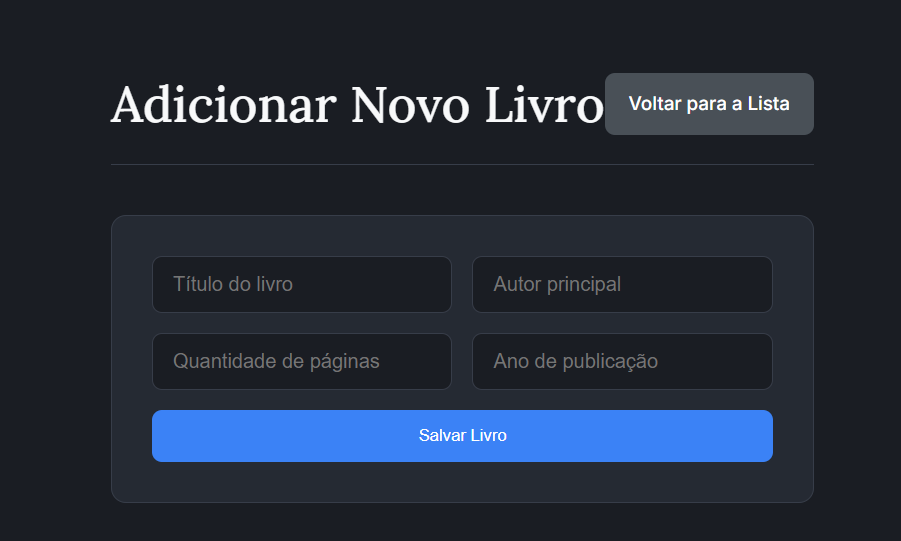 Adicionar Novo Livro
Voltar para a Lista
Título do livro
Autor principal
Quantidade de páginas
Ano de publicação
Salvar Livro